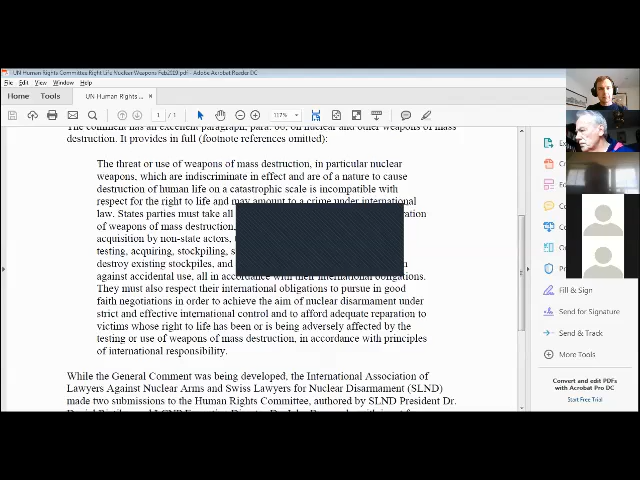 UN Human Rights Committee Right Life Nuclear Weapons Feb2019.pdf - Adobe Acrobat Reader DC
File Edit View Window Help
Home Tools UN Human Rights ... ×
1 / 1 117%
The comment has an excellent paragraph, para. 66, on nuclear and other weapons of mass
destruction. It provides in full (footnote references omitted):
The threat or use of weapons of mass destruction, in particular nuclear
weapons, which are indiscriminate in effect and are of a nature to cause
destruction of human life on a catastrophic scale is incompatible with
respect for the right to life and may amount to a crime under international
law. States parties must take all
of weapons of mass destruction,
acquisition by non-state actors,
testing, acquiring, stockpiling,
destroy existing stockpiles, and
against accidental use, all in accordance with their international obligations.
They must also respect their international obligations to pursue in good
faith negotiations in order to achieve the aim of nuclear disarmament under
strict and effective international control and to afford adequate reparation to
victims whose right to life has been or is being adversely affected by the
testing or use of weapons of mass destruction, in accordance with principles
of international responsibility.
While the General Comment was being developed, the International Association of
Lawyers Against Nuclear Arms and Swiss Lawyers for Nuclear Disarmament (SLND)
made two submissions to the Human Rights Committee, authored by SLND President Dr.
Fill & Sign
Send for Signature
Send & Track
More Tools
Convert and edit PDFs
with Acrobat Pro DC
Start Free Trial